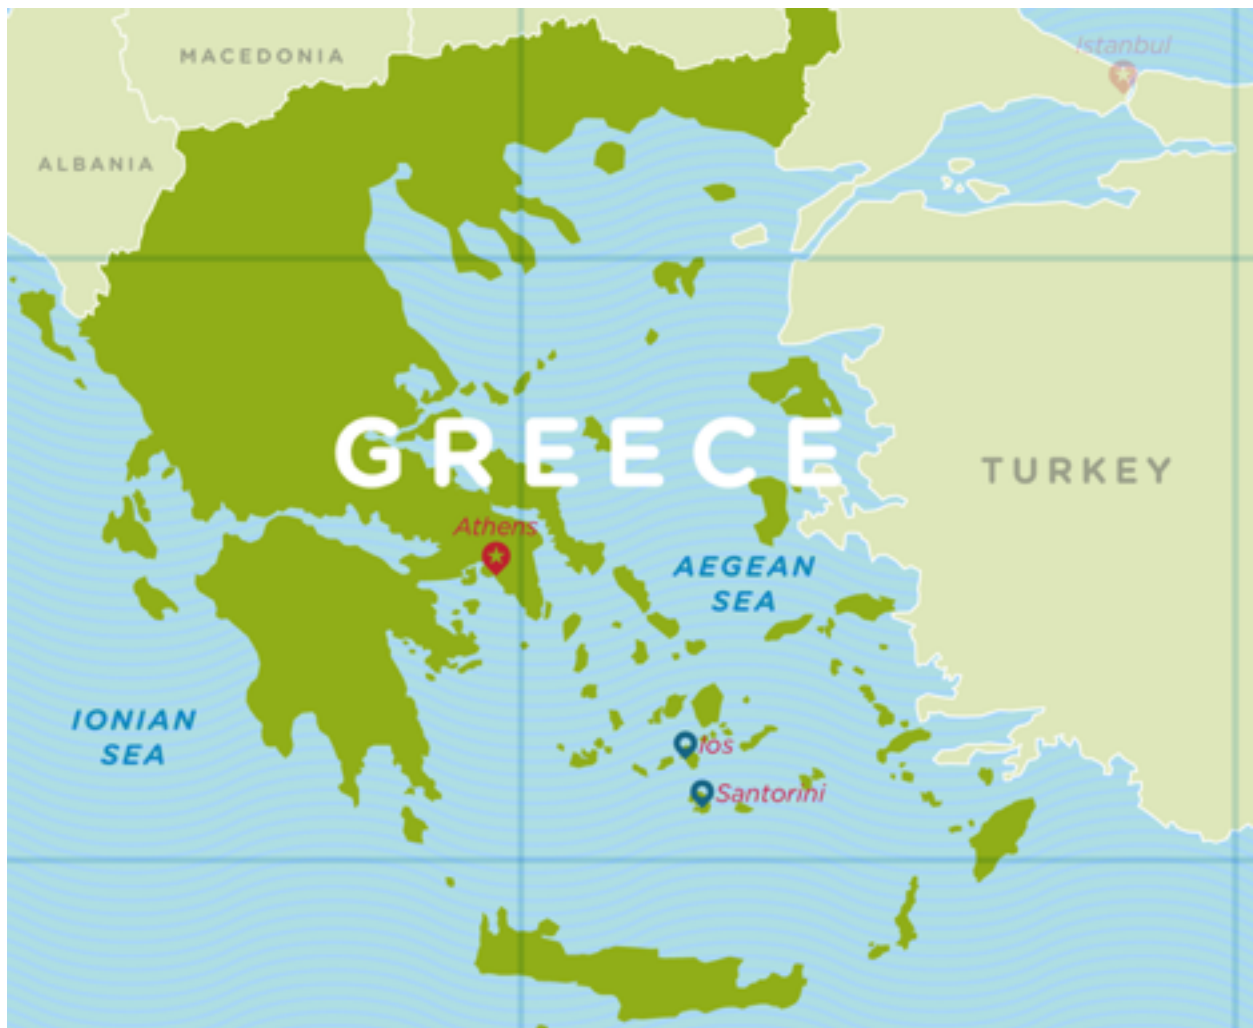 MACEDONIA
Istanbul
ALBANIA
GREECE
TURKEY
Athens
AEGEAN
SEA
IONIAN
SEA
Ios
Santorini